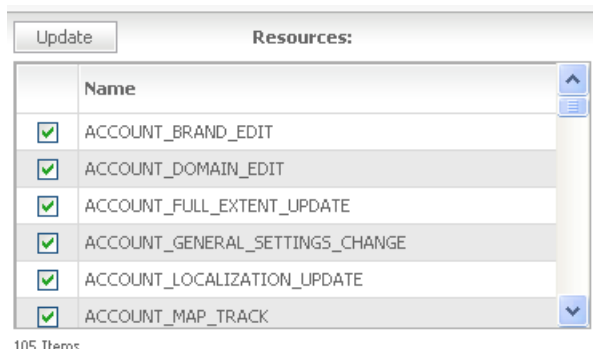 Update Resources:
Name
ACCOUNT_BRAND_EDIT
ACCOUNT_DOMAIN_EDIT
ACCOUNT_FULL_EXTENT_UPDATE
ACCOUNT_GENERAL_SETTINGS_CHANGE
ACCOUNT_LOCALIZATION_UPDATE
ACCOUNT_MAP_TRACK
105 Items